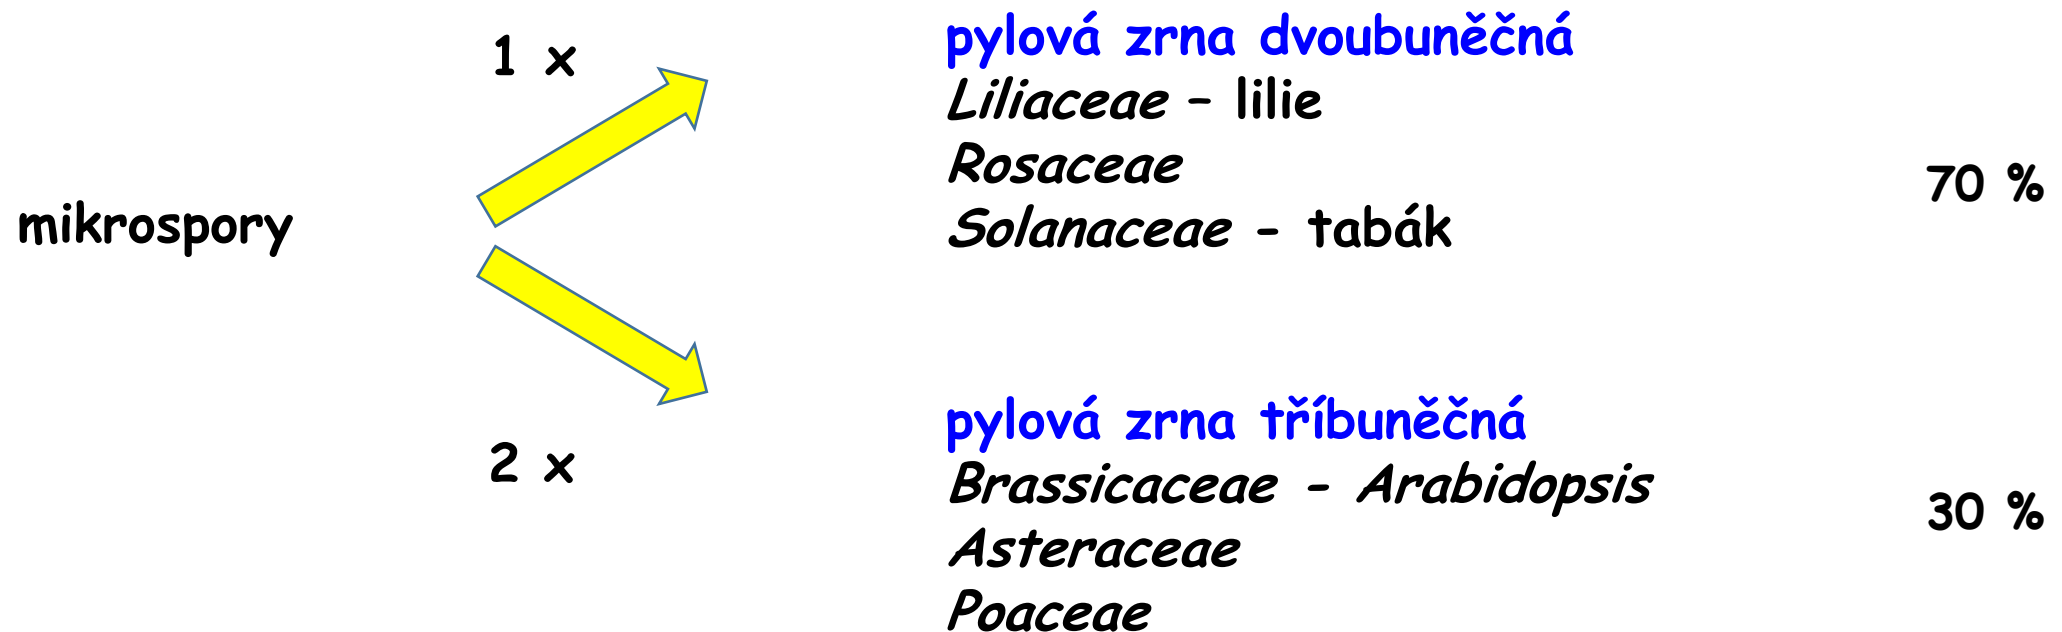 1 x
pylová zrna dvoubuněčná
Liliaceae – lilie
Rosaceae
70 %
mikrospory
Solanaceae - tabák
2 x
pylová zrna tříbuněčná
Brassicaceae - Arabidopsis
30 %
Asteraceae
Poaceae